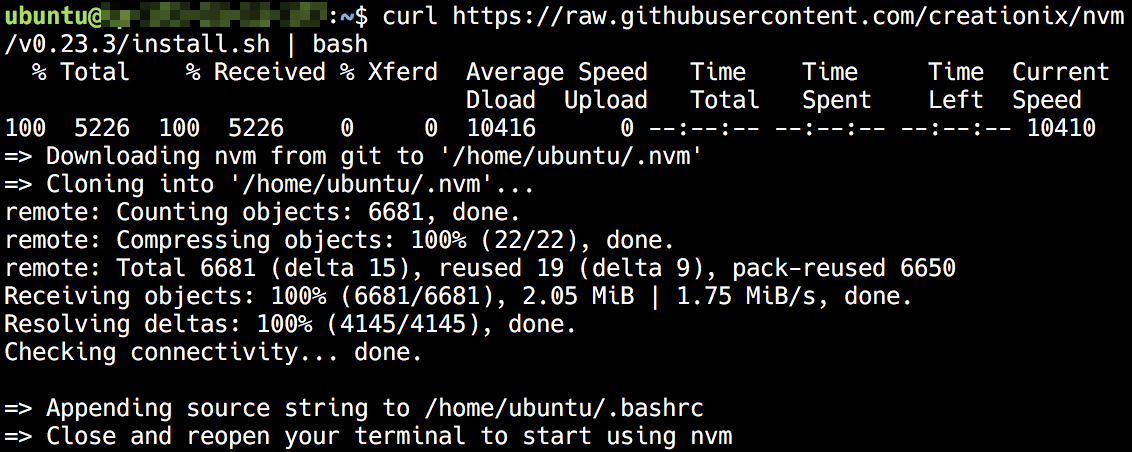 ubuntu@:~$ curl https://raw.githubusercontent.com/creationix/nvm
/v0.23.3/install.sh | bash
  % Total    % Received % Xferd  Average Speed   Time    Time     Time  Current
                                 Dload  Upload   Total   Spent    Left  Speed
100  5226  100  5226    0     0  10416      0 --:--:-- --:--:-- --:--:-- 10410
=> Downloading nvm from git to '/home/ubuntu/.nvm'
=> Cloning into '/home/ubuntu/.nvm'...
remote: Counting objects: 6681, done.
remote: Compressing objects: 100% (22/22), done.
remote: Total 6681 (delta 15), reused 19 (delta 9), pack-reused 6650
Receiving objects: 100% (6681/6681), 2.05 MiB | 1.75 MiB/s, done.
Resolving deltas: 100% (4145/4145), done.
Checking connectivity... done.

=> Appending source string to /home/ubuntu/.bashrc
=> Close and reopen your terminal to start using nvm